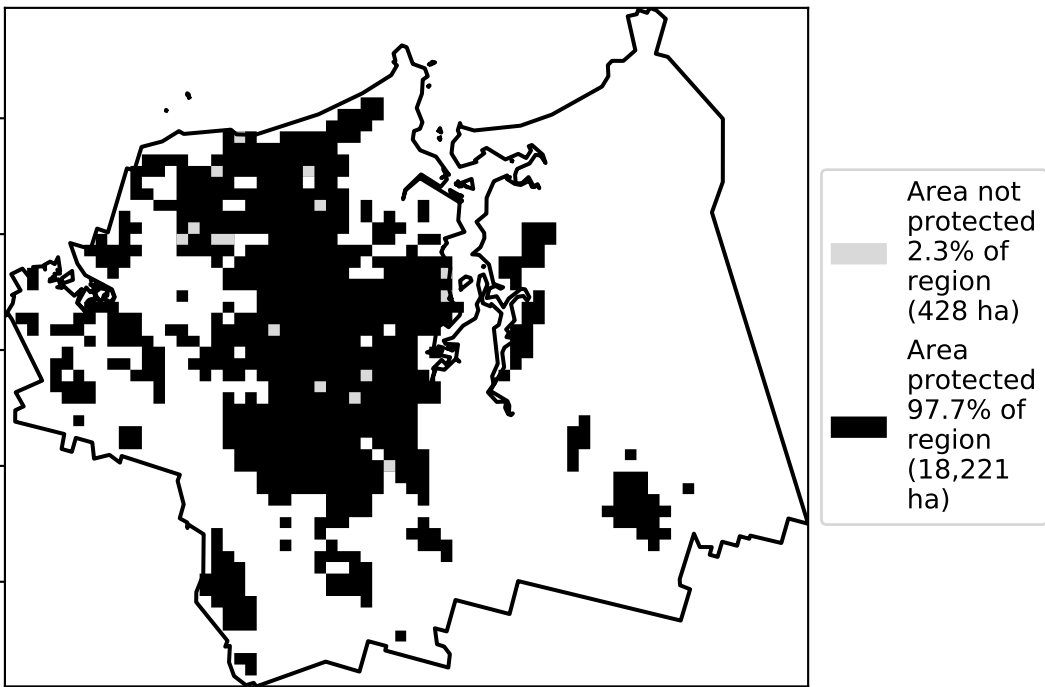 Area not
protected
2.3% of
region
(428 ha)
Area
protected
97.7% of
region
(18,221
ha)